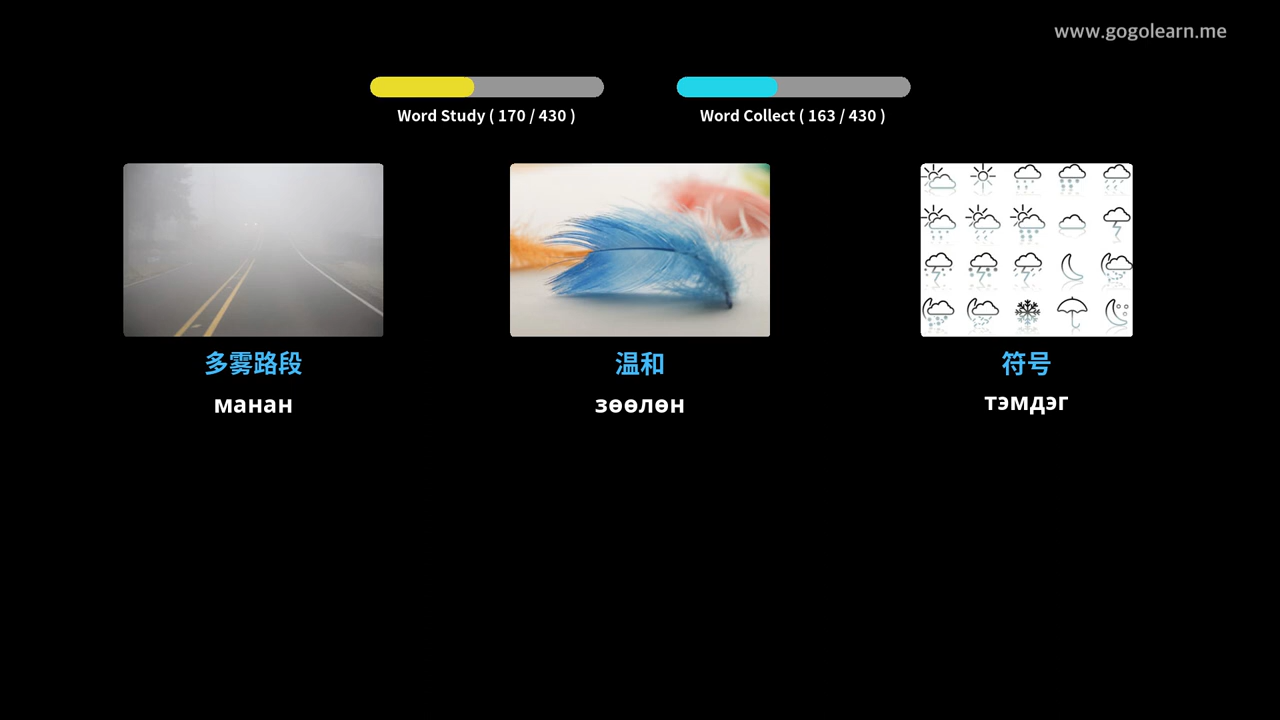 www.gogolearn.me
Word Study ( 170 / 430 )
Word Collect ( 163 / 430 )
多雾路段
温和
符号
манан
зөөлөн
тэмдэг